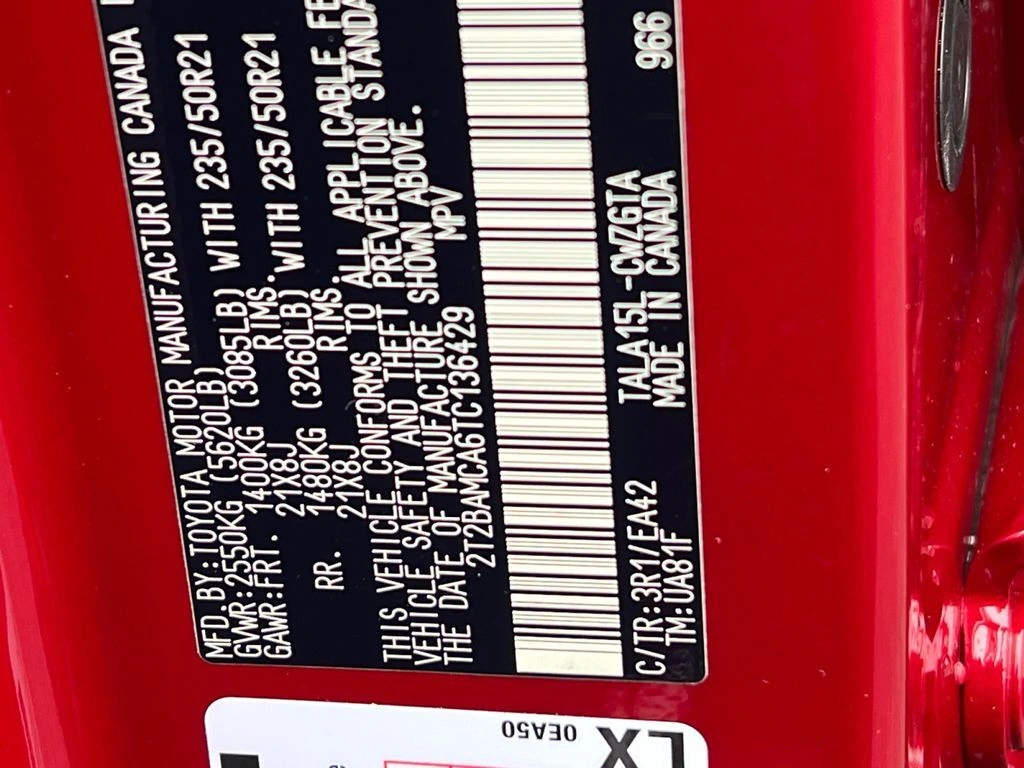 MFD.BY:TOYOTA MOTOR MANUFACTURING CANADA
GVWR:2550KG (5620LB)
GAWR:FRT. 1400KG (3085LB) WITH 235/50R21
21X8J RIMS.
RR. 1480KG (3260LB) WITH 235/50R21
21X8J RIMS.
THIS VEHICLE CONFORMS TO ALL APPLICABLE FE
VEHICLE SAFETY AND THEFT PREVENTION STANDA
THE DATE OF MANUFACTURE SHOWN ABOVE.
2T2BAMCA6TC136429 MPV
C/TR:3R1/EA42 TALA15L-CWZGTA 966
TM:UA81F MADE IN CANADA
0EA50
LX